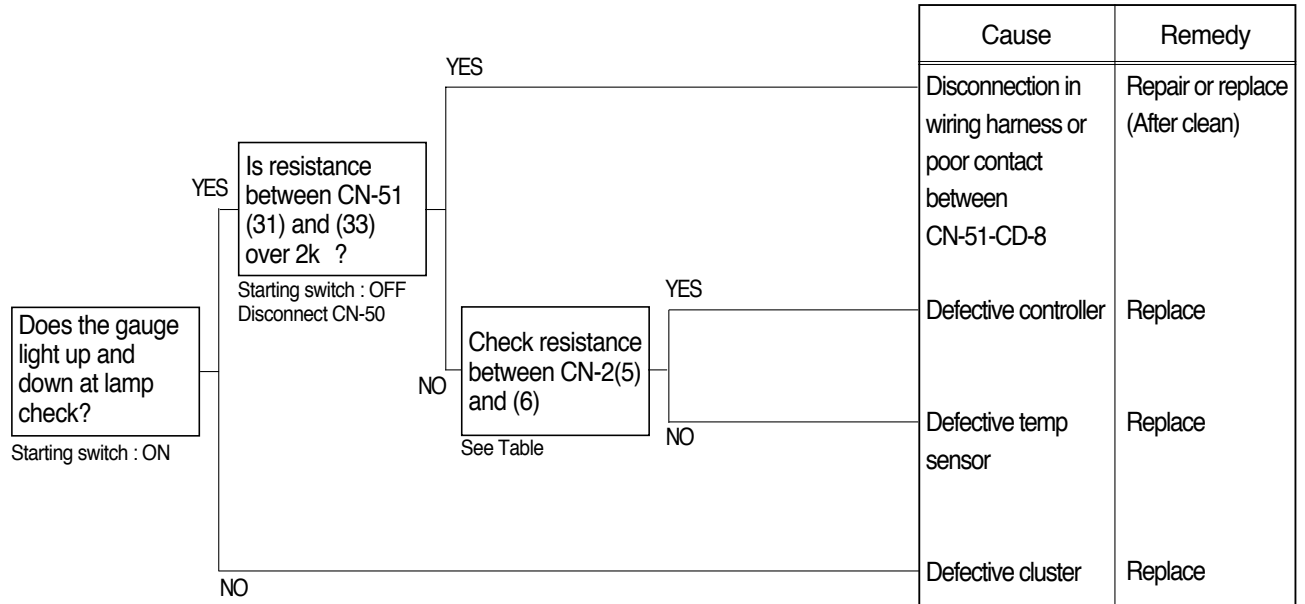 Does the gauge
light up and
down at lamp
check?
Starting switch : ON
YES
NO
Is resistance
between CN-51
(31) and (33)
over 2k ?
Starting switch : OFF
Disconnect CN-50
YES
NO
Check resistance
between CN-2(5)
and (6)
See Table
YES
NO
Cause
Remedy
Disconnection in
wiring harness or
poor contact
between
CN-51-CD-8
Repair or replace
(After clean)
Defective controller
Replace
Defective temp
sensor
Replace
Defective cluster
Replace